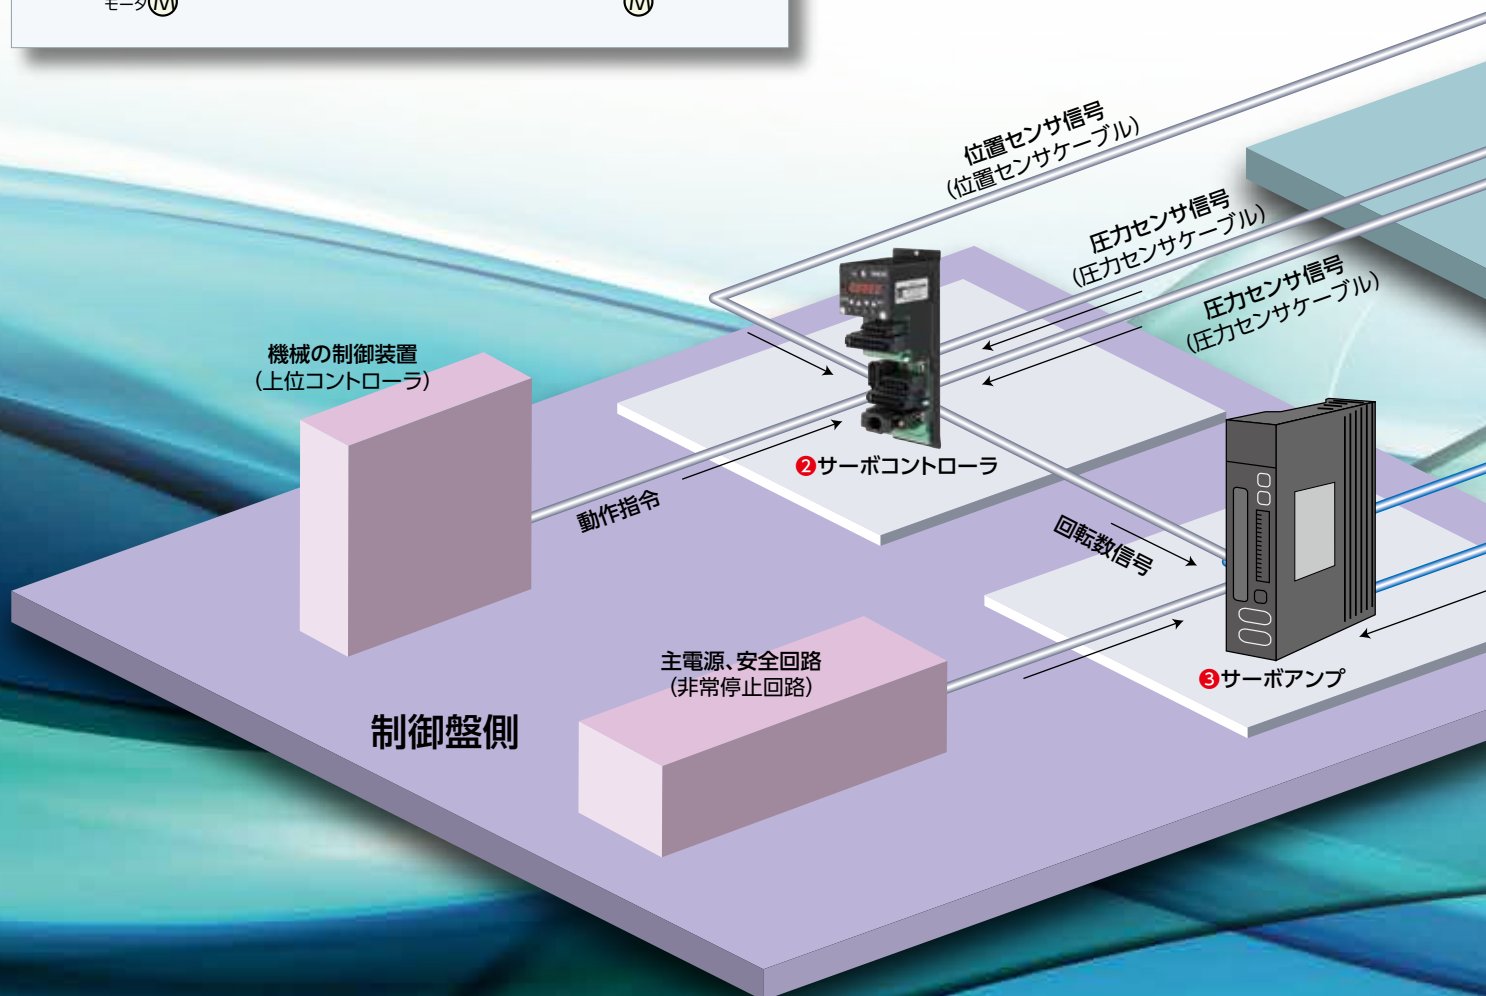 モータ M M
位置センサ信号
(位置センサケーブル)
圧力センサ信号
(圧力センサケーブル)
圧力センサ信号
(圧力センサケーブル)
機械の制御装置
(上位コントローラ)
❷サーボコントローラ
動作指令
回転数信号
主電源、安全回路
(非常停止回路)
❸サーボアンプ
制御盤側